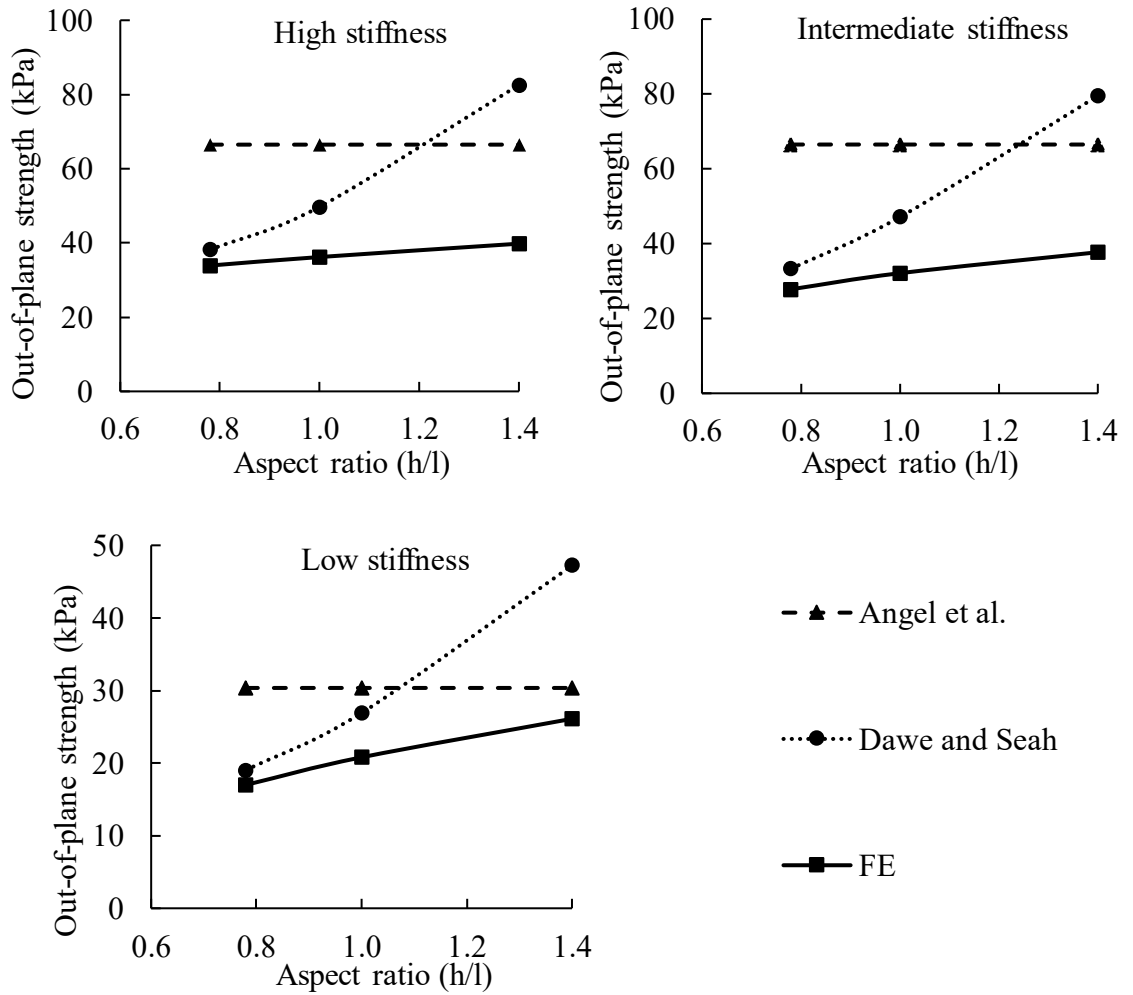 High stiffness
Out-of-plane strength (kPa)
100
80
60
40
20
0
0.6 0.8 1.0 1.2 1.4
Aspect ratio (h/l)
Intermediate stiffness
Out-of-plane strength (kPa)
100
80
60
40
20
0
0.6 0.8 1.0 1.2 1.4
Aspect ratio (h/l)
Low stiffness
Out-of-plane strength (kPa)
50
40
30
20
10
0
0.6 0.8 1.0 1.2 1.4
Aspect ratio (h/l)
Angel et al.
Dawe and Seah
FE